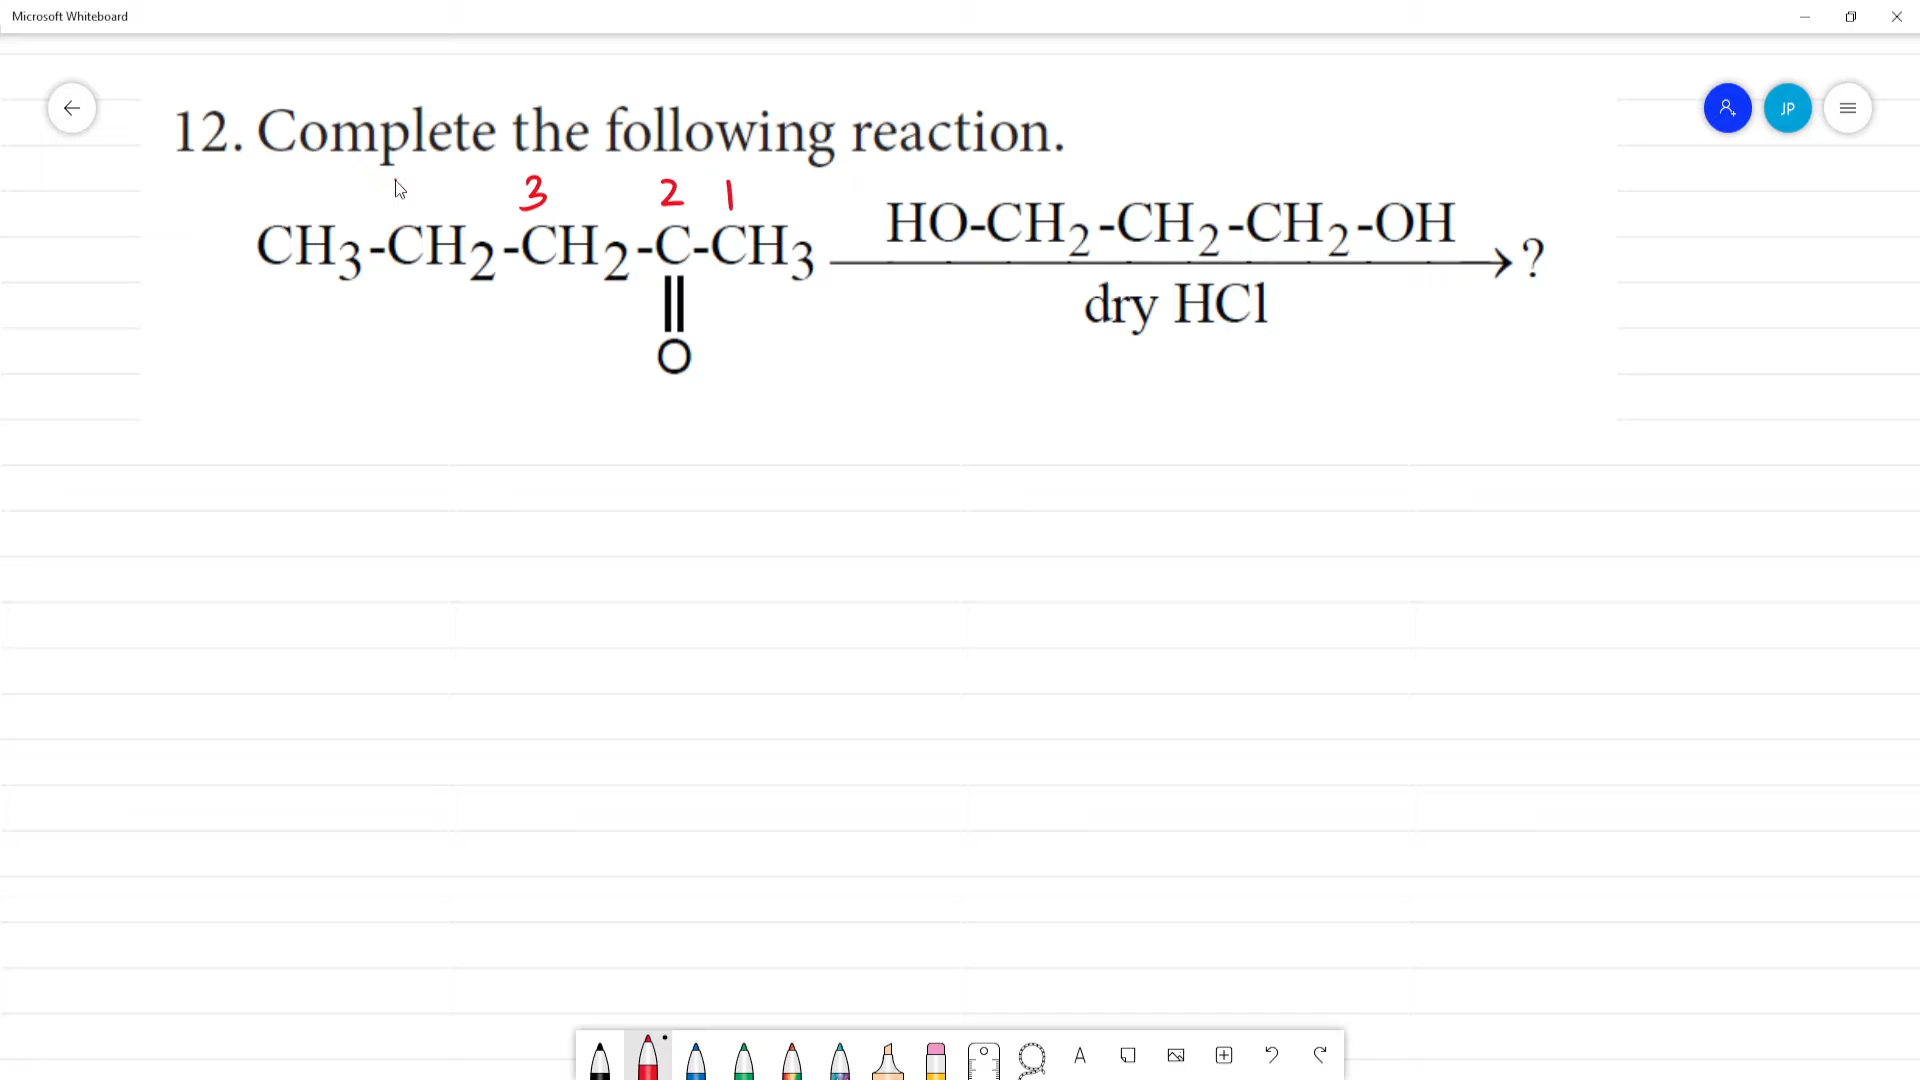 Microsoft Whiteboard
JP
12. Complete the following reaction.
3 2 1
CH3-CH2-CH2-C-CH3
O
HO-CH2-CH2-CH2-OH
dry HCl
?
A